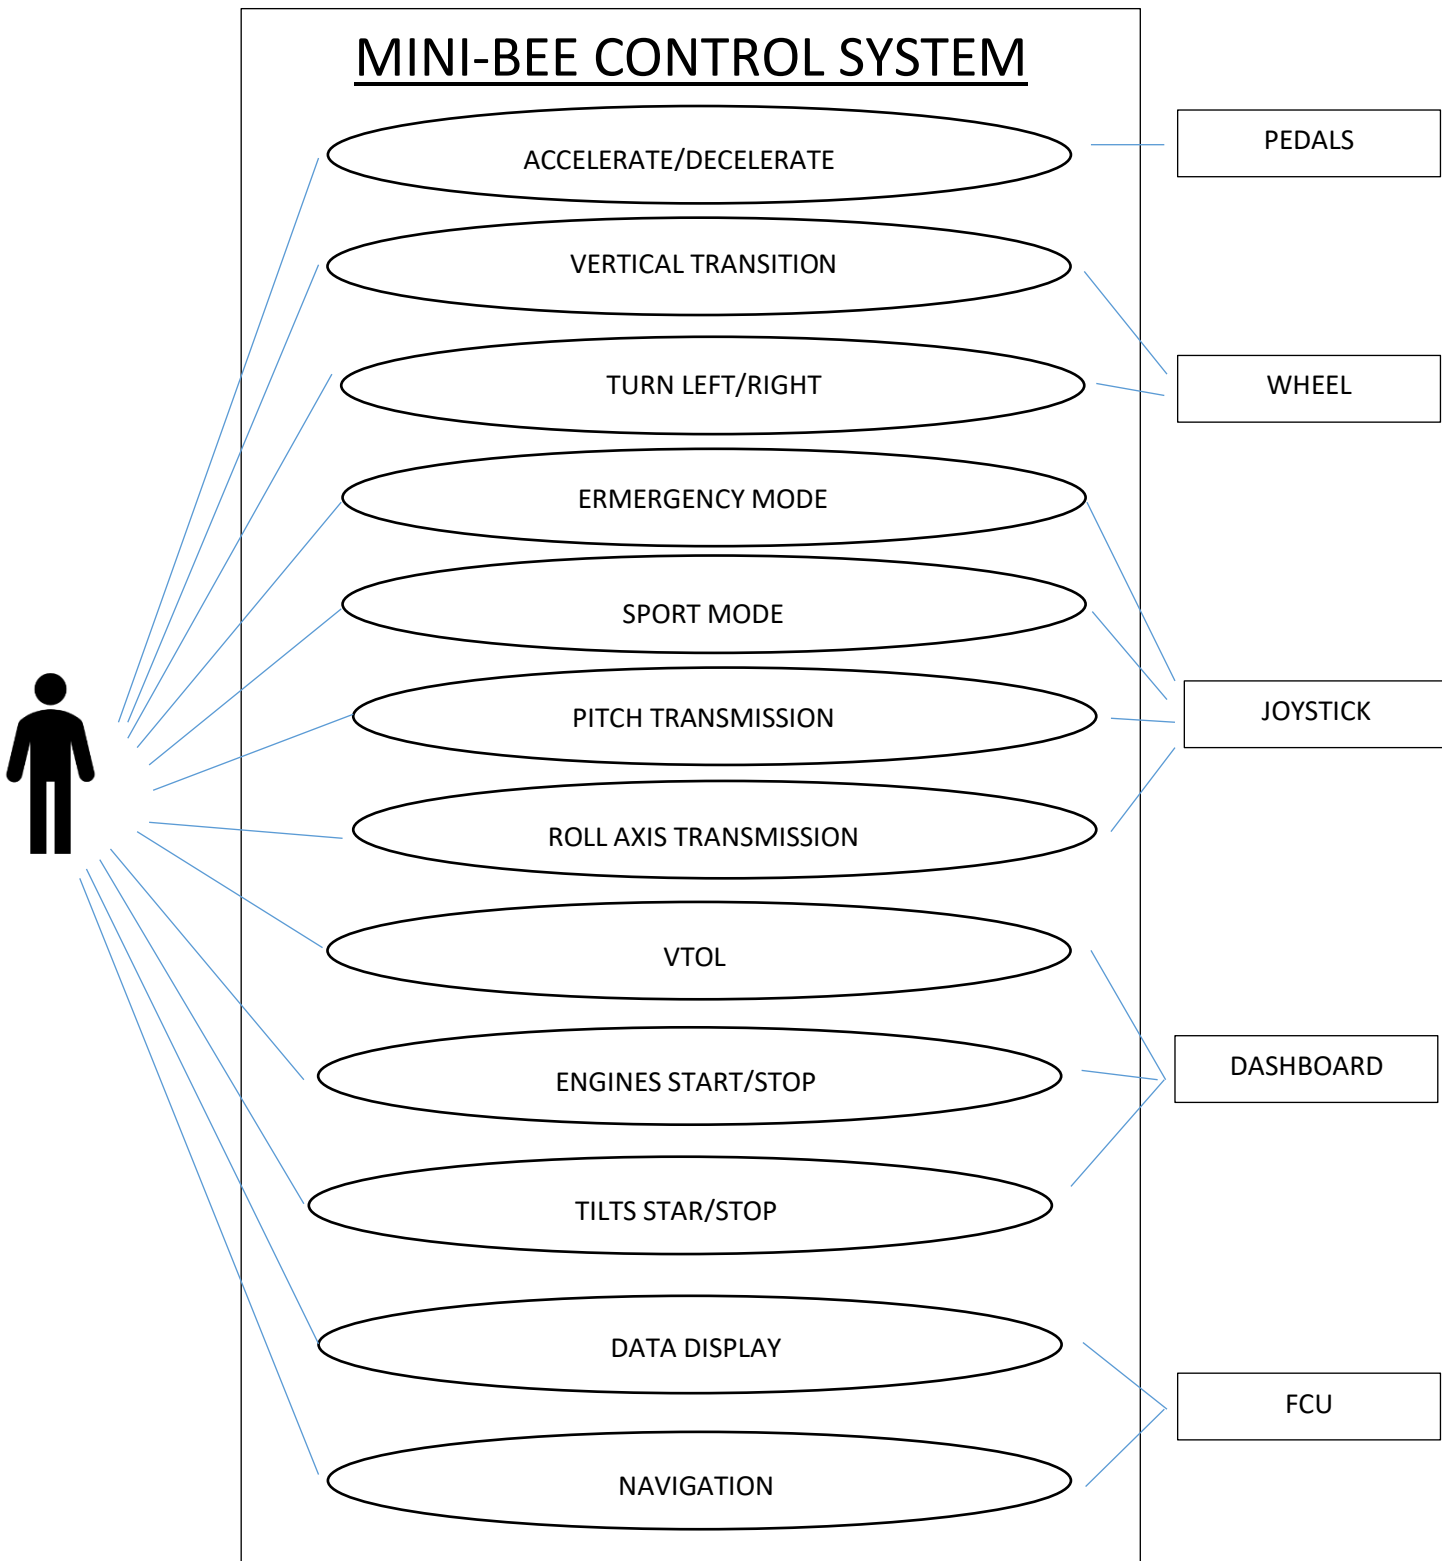 MINI-BEE CONTROL SYSTEM
ACCELERATE/DECELERATE
PEDALS
VERTICAL TRANSITION
TURN LEFT/RIGHT
WHEEL
ERMERGENCY MODE
SPORT MODE
PITCH TRANSMISSION
JOYSTICK
ROLL AXIS TRANSMISSION
VTOL
ENGINES START/STOP
DASHBOARD
TILTS STAR/STOP
DATA DISPLAY
FCU
NAVIGATION